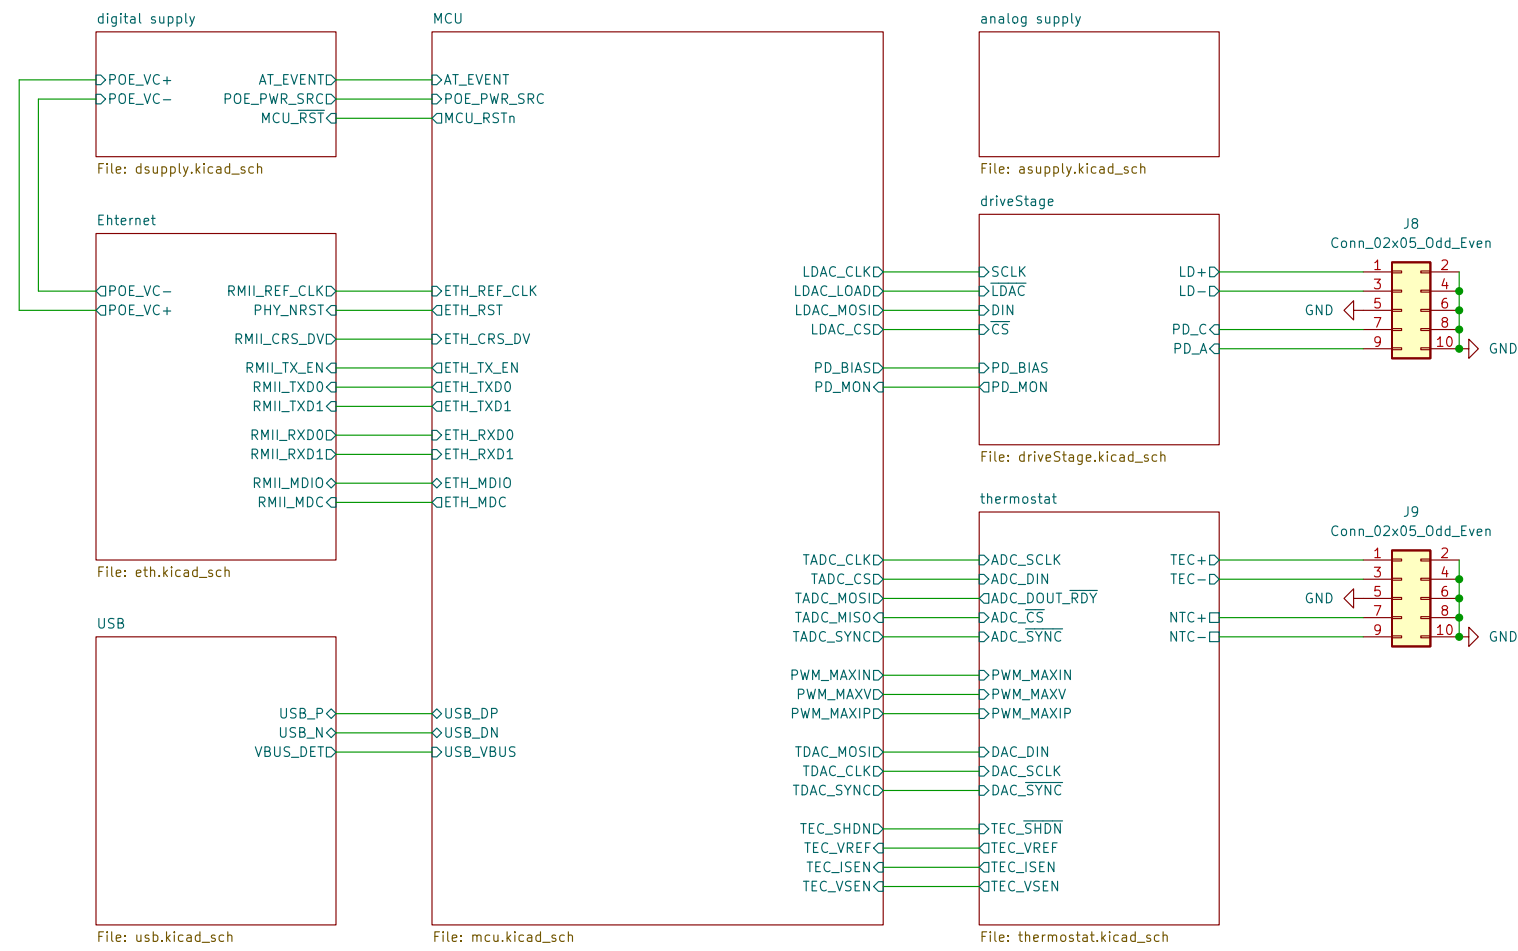 digital supply
POE_VC+
POE_VC-
AT_EVENT
POE_PWR_SRC
MCU_RST
File: dsupply.kicad_sch
Ehternet
POE_VC-
POE_VC+
RMII_REF_CLK
PHY_NRST
RMII_CRS_DV
RMII_TX_EN
RMII_TXD0
RMII_TXD1
RMII_RXD0
RMII_RXD1
RMII_MDIO
RMII_MDC
File: eth.kicad_sch
USB
USB_P
USB_N
VBUS_DET
File: usb.kicad_sch
MCU
AT_EVENT
POE_PWR_SRC
MCU_RSTn
ETH_REF_CLK
ETH_RST
ETH_CRS_DV
ETH_TX_EN
ETH_TXD0
ETH_TXD1
ETH_RXD0
ETH_RXD1
ETH_MDIO
ETH_MDC
USB_DP
USB_DN
USB_VBUS
LDAC_CLK
LDAC_LOAD
LDAC_MOSI
LDAC_CS
PD_BIAS
PD_MON
TADC_CLK
TADC_CS
TADC_MOSI
TADC_MISO
TADC_SYNC
PWM_MAXIN
PWM_MAXV
PWM_MAXIP
TDAC_MOSI
TDAC_CLK
TDAC_SYNC
TEC_SHDN
TEC_VREF
TEC_ISEN
TEC_VSEN
File: mcu.kicad_sch
analog supply
File: asupply.kicad_sch
driveStage
SCLK
LDAC
DIN
CS
PD_BIAS
PD_MON
LD+
LD-
PD_C
PD_A
File: driveStage.kicad_sch
J8
Conn_02x05_Odd_Even
1 2
3 4
GND 5 6
7 8
9 10 GND
thermostat
ADC_SCLK
ADC_DIN
ADC_DOUT_RDY
ADC_CS
ADC_SYNC
PWM_MAXIN
PWM_MAXV
PWM_MAXIP
DAC_DIN
DAC_SCLK
DAC_SYNC
TEC_SHDN
TEC_VREF
TEC_ISEN
TEC_VSEN
TEC+
TEC-
NTC+
NTC-
File: thermostat.kicad_sch
J9
Conn_02x05_Odd_Even
1 2
3 4
GND 5 6
7 8
9 10 GND